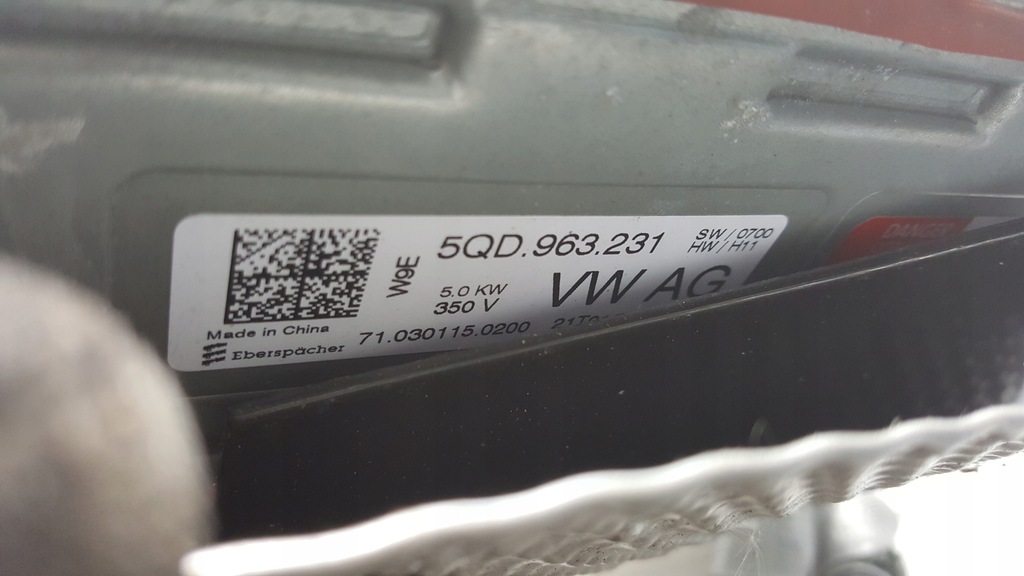 5QD.963.231
SW/0700
HW/H11
W9E
5.0 KW
350 V
VW AG
Made in China
Eberspächer
71.030115.0200
DANGER